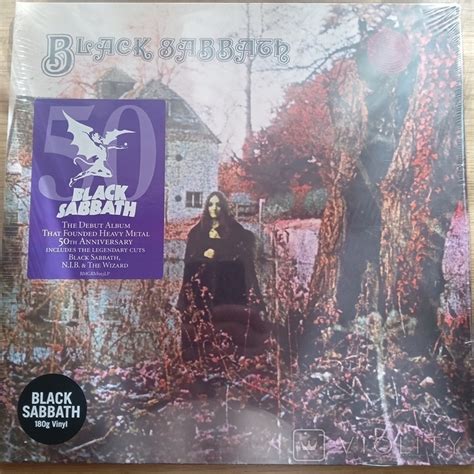 BLACK SABBATH
50
BLACK
SABBATH
THE DEBUT ALBUM
THAT FOUNDED HEAVY METAL
50TH ANNIVERSARY
INCLUDES THE LEGENDARY CUTS
BLACK SABBATH,
N.I.B. & THE WIZARD
BLACK
SABBATH
180g Vinyl
VIOLITY